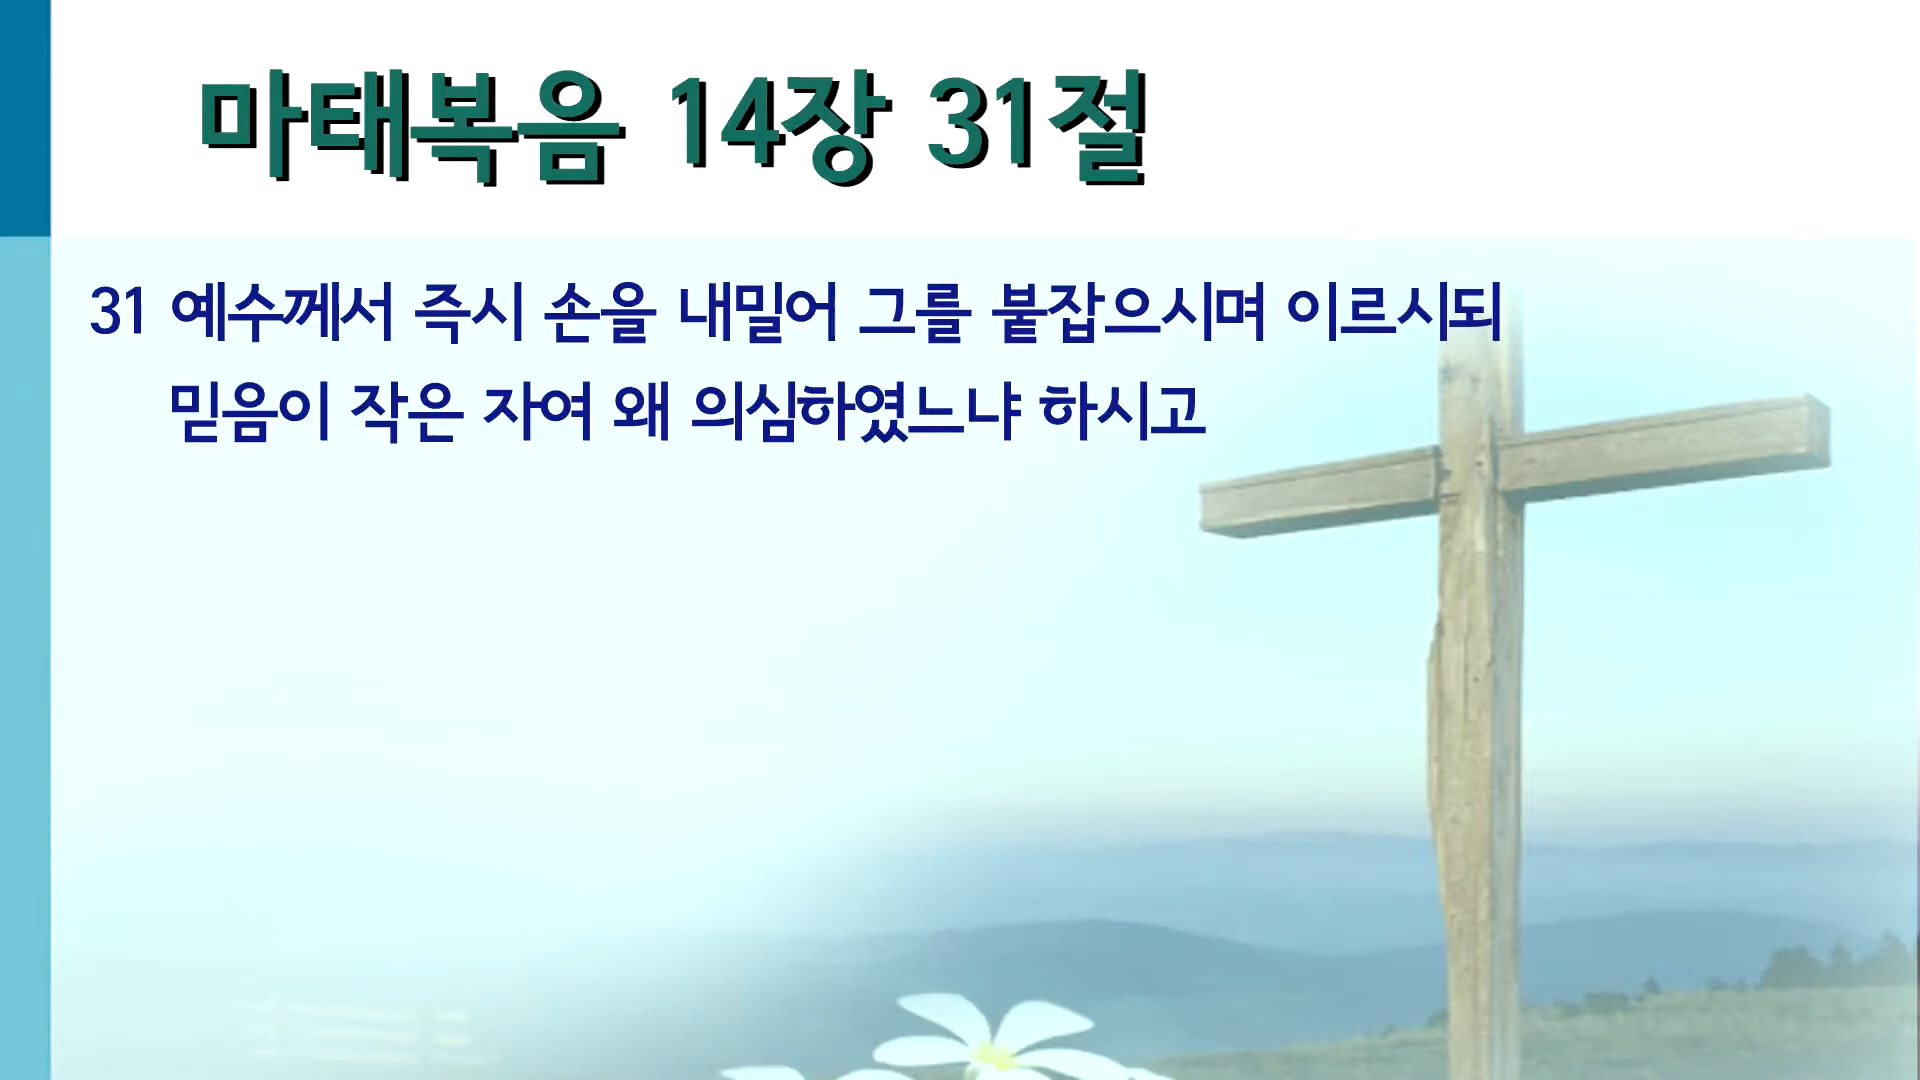 마태복음 14장 31절
31 예수께서 즉시 손을 내밀어 그를 붙잡으시며 이르시되
믿음이 작은 자여 왜 의심하였느냐 하시고